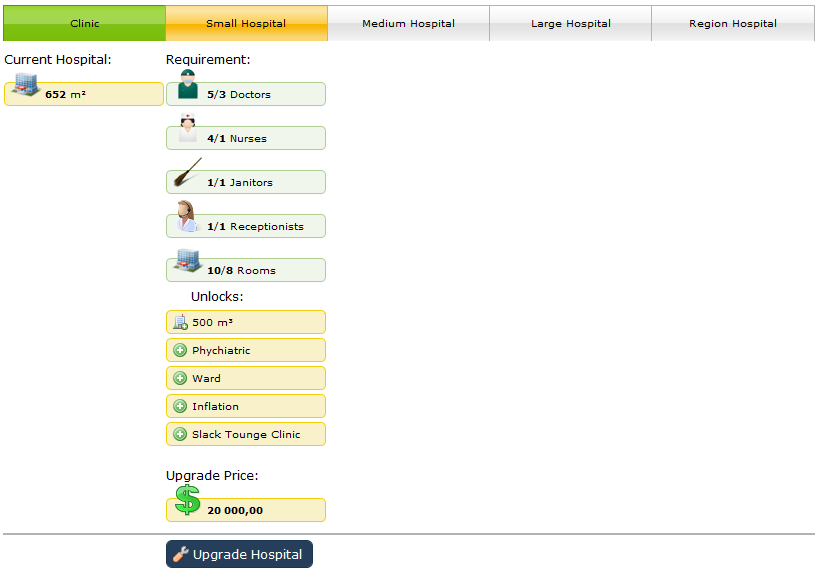 Clinic Small Hospital Medium Hospital Large Hospital Region Hospital
Current Hospital: Requirement:
652 m² 5/3 Doctors
4/1 Nurses
1/1 Janitors
1/1 Receptionists
10/8 Rooms
Unlocks:
500 m³
Phychiatric
Ward
Inflation
Slack Tounge Clinic
Upgrade Price:
$ 20 000,00
Upgrade Hospital